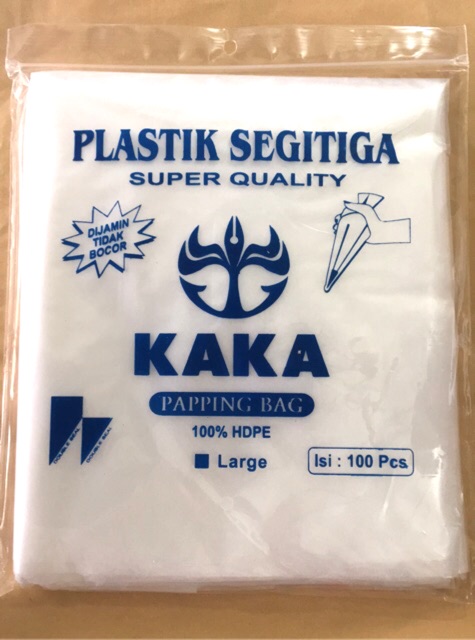 PLASTIK SEGITIGA
SUPER QUALITY
DIJAMIN
TIDAK
BOCOR
KAKA
PAPPING BAG
100% HDPE
Large
Isi : 100 Pcs.